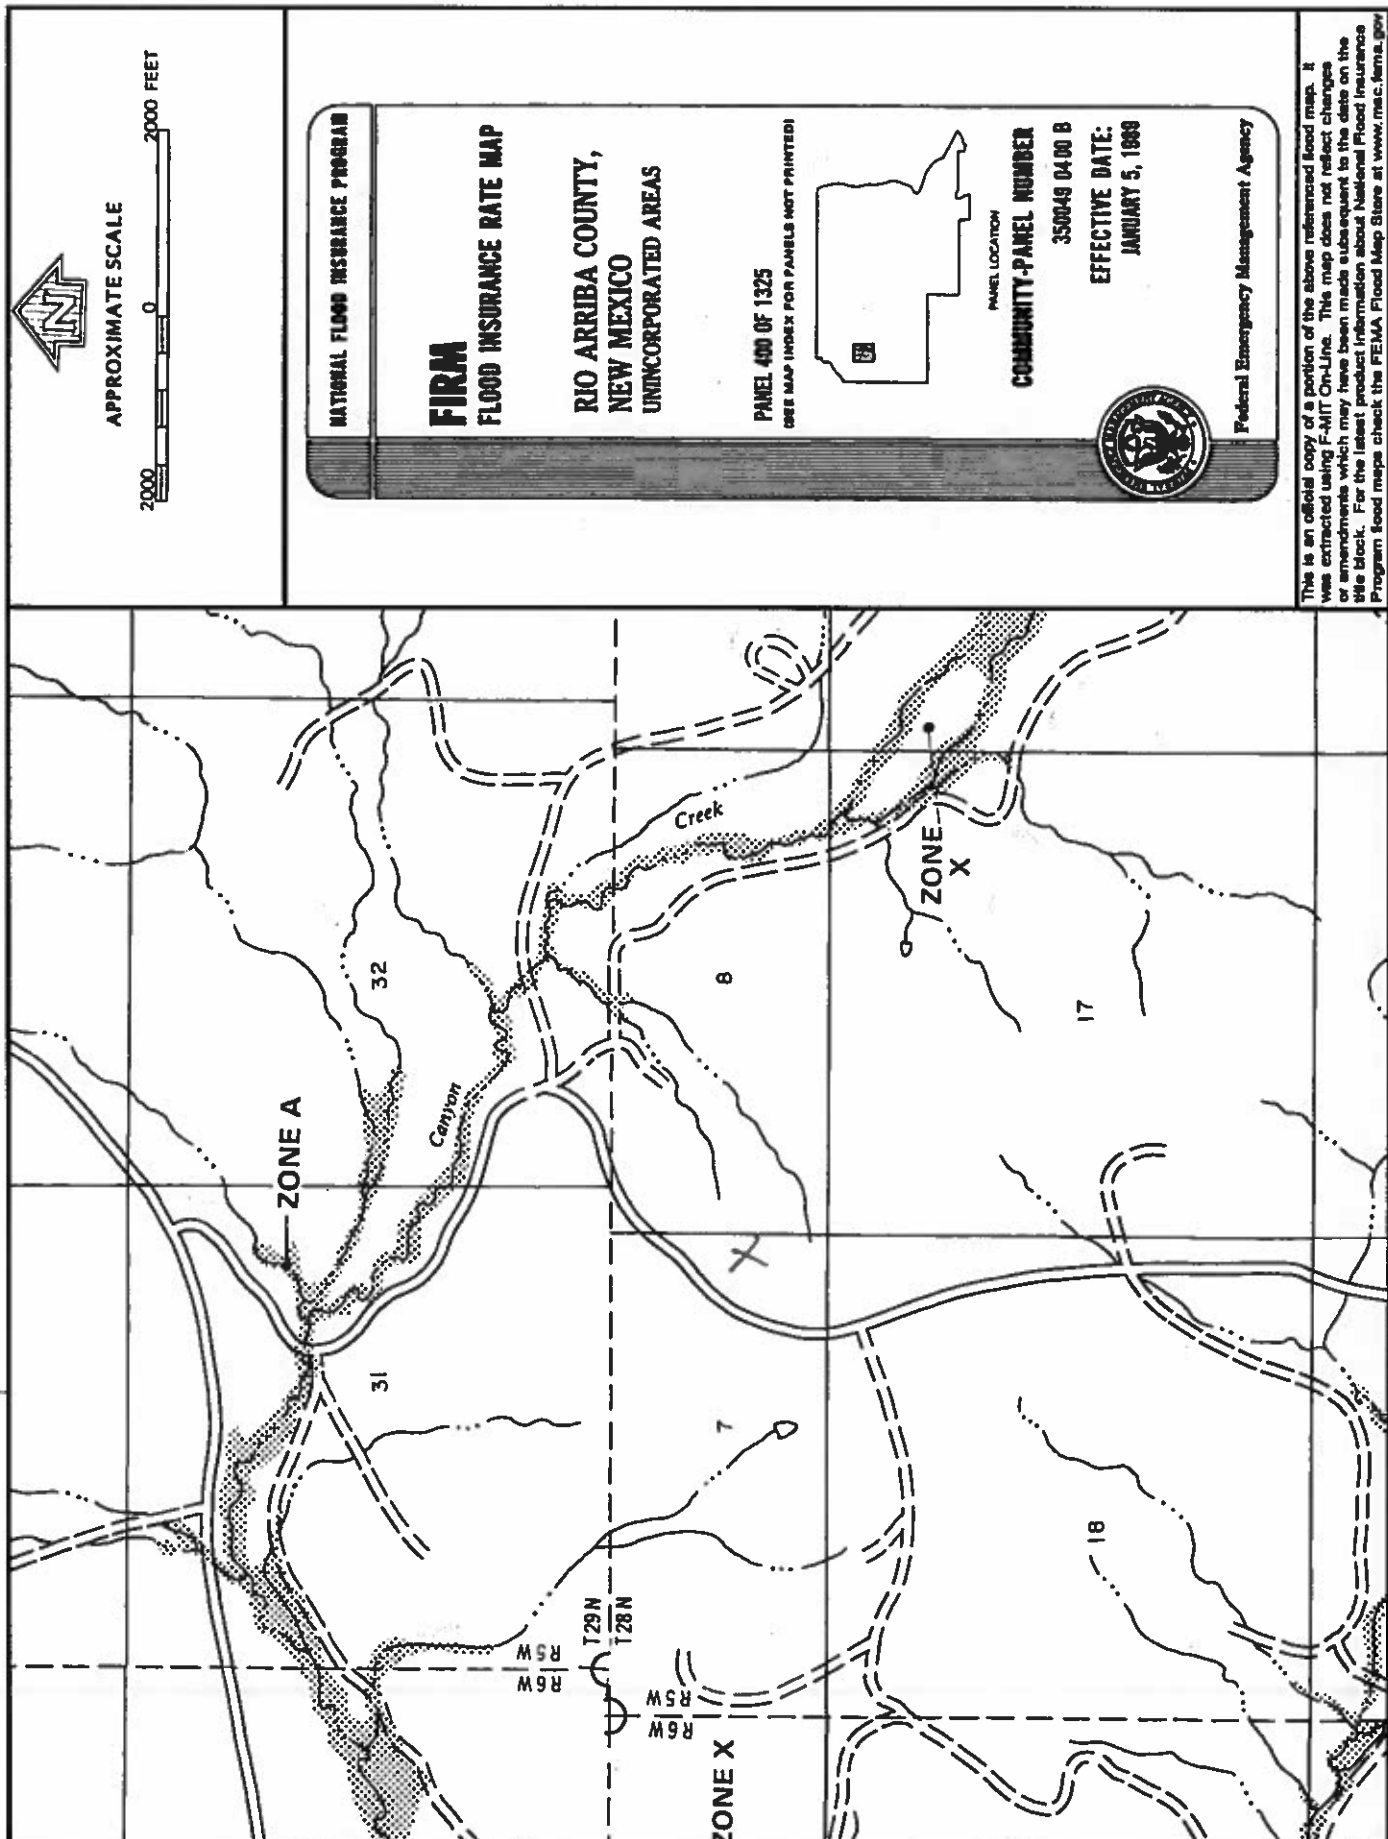 N
APPROXIMATE SCALE
2000 0 2000 FEET
NATIONAL FLOOD INSURANCE PROGRAM
FIRM
FLOOD INSURANCE RATE MAP
RIO ARRIBA COUNTY,
NEW MEXICO
UNINCORPORATED AREAS
PANEL 400 OF 1325
(SEE MAP INDEX FOR PANELS NOT PRINTED)
PANEL LOCATION
COMMUNITY-PANEL NUMBER
350049 0400 B
EFFECTIVE DATE:
JANUARY 5, 1989
Federal Emergency Management Agency
This is an official copy of a portion of the above referenced flood map. It
was extracted using F-MIT On-Line. This map does not reflect changes
or amendments which may have been made subsequent to the date on the
title block. For the latest product information about National Flood Insurance
Program flood maps check the FEMA Flood Map Store at www.msc.fema.gov
ZONE A
32
Canyon
31
Creek
8
ZONE
X
17
7
18
R5W
R6W
T29N
T28N
R5W
R6W
ZONE X
X